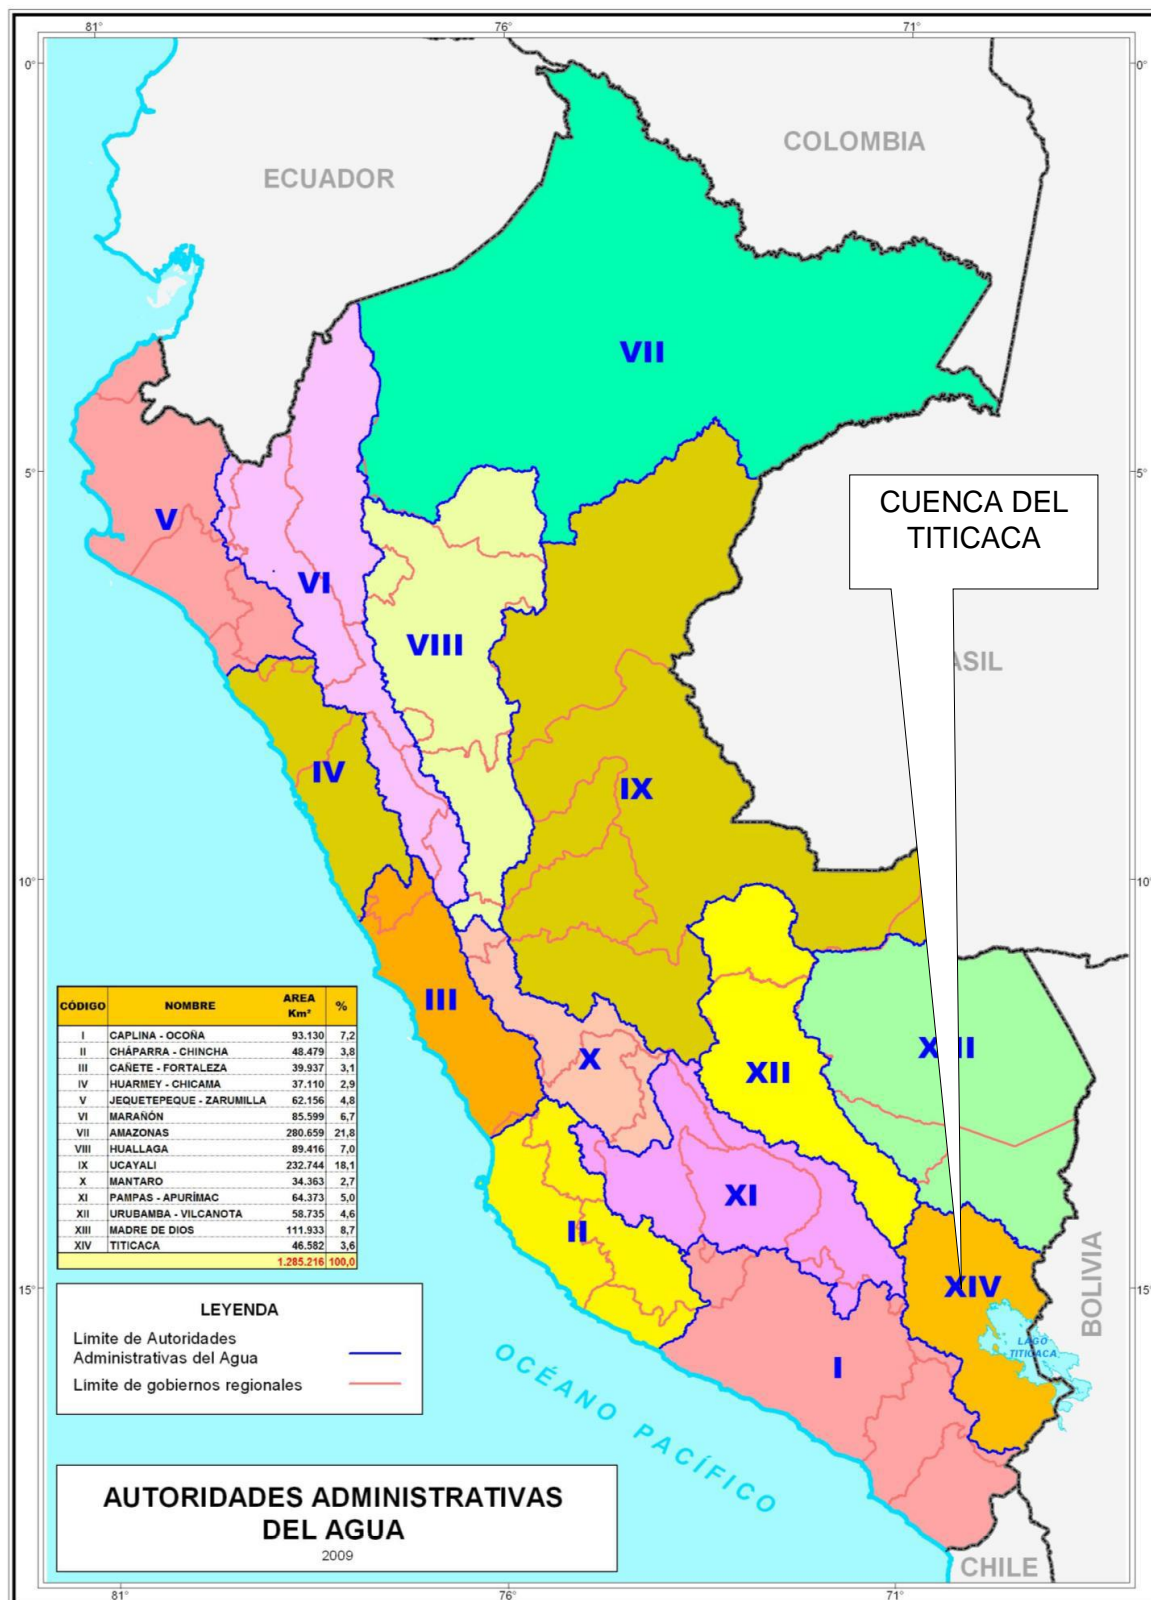 81°
76°
71°
0°
0°
COLOMBIA
ECUADOR
VII
5°
5°
CUENCA DEL
TITICACA
V
VI
VIII
ASIL
IV
IX
10°
10°
III
XII
X
XI
II
XIV
I
LAGO
TITICACA
BOLIVIA
15°
15°
CÓDIGO NOMBRE AREA Km² %
I CAPLINA - OCOÑA 93.130 7,2
II CHÁPARRA - CHINCHA 48.479 3,8
III CAÑETE - FORTALEZA 39.937 3,1
IV HUARMEY - CHICAMA 37.110 2,9
V JEQUETEPEQUE - ZARUMILLA 62.156 4,8
VI MARAÑÓN 85.599 6,7
VII AMAZONAS 280.659 21,8
VIII HUALLAGA 89.416 7,0
IX UCAYALI 232.744 18,1
X MANTARO 34.363 2,7
XI PAMPAS - APURÍMAC 64.373 5,0
XII URUBAMBA - VILCANOTA 58.735 4,6
XIII MADRE DE DIOS 111.933 8,7
XIV TITICACA 46.582 3,6
1.285.216 100,0
LEYENDA
Limite de Autoridades
Administrativas del Agua
Limite de gobiernos regionales
OCÉANO PACÍFICO
AUTORIDADES ADMINISTRATIVAS
DEL AGUA
2009
CHILE
81°
76°
71°